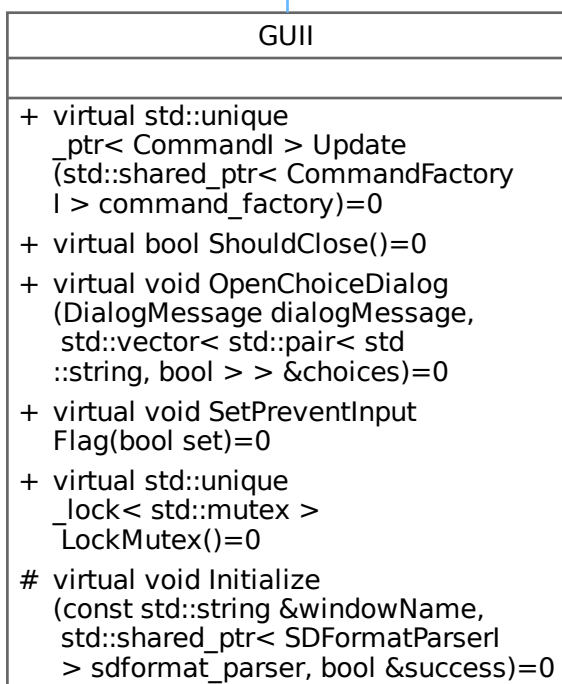 GUII
+ virtual std::unique
_ptr< CommandI > Update
(std::shared_ptr< CommandFactory
I > command_factory)=0
+ virtual bool ShouldClose()=0
+ virtual void OpenChoiceDialog
(DialogMessage dialogMessage,
std::vector< std::pair< std
::string, bool > > &choices)=0
+ virtual void SetPreventInput
Flag(bool set)=0
+ virtual std::unique
_lock< std::mutex >
LockMutex()=0
# virtual void Initialize
(const std::string &windowName,
std::shared_ptr< SDFormatParserI
> sdformat_parser, bool &success)=0